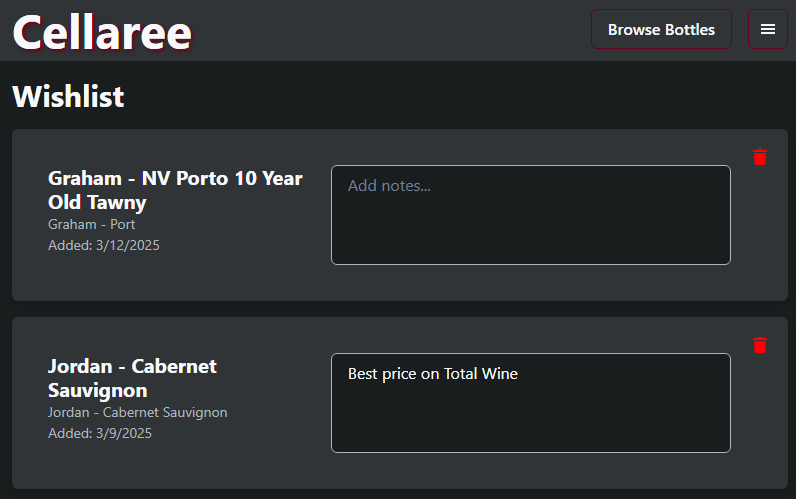 Cellaree
Browse Bottles
Wishlist
Graham - NV Porto 10 Year
Old Tawny
Graham - Port
Added: 3/12/2025
Add notes...
Jordan - Cabernet
Sauvignon
Jordan - Cabernet Sauvignon
Added: 3/9/2025
Best price on Total Wine